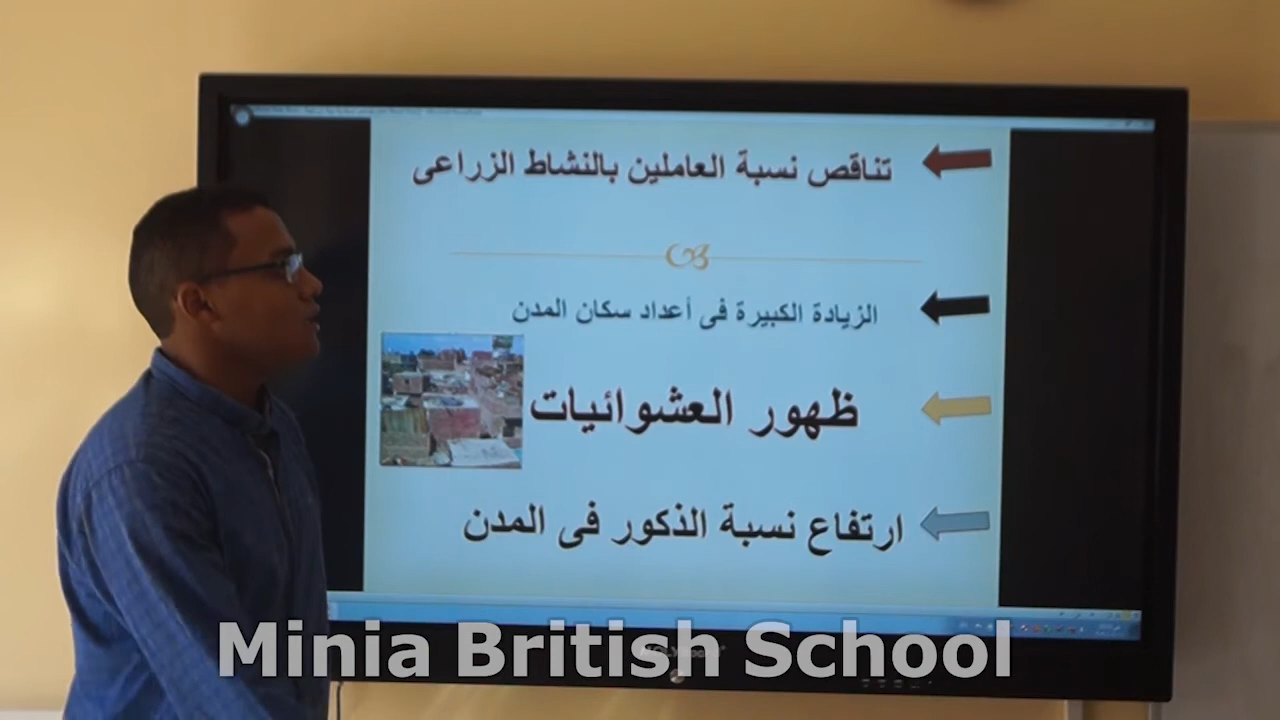 تناقص نسبة العاملين بالنشاط الزراعى
الزيادة الكبيرة فى أعداد سكان المدن
ظهور العشوائيات
ارتفاع نسبة الذكور فى المدن
Minia British School